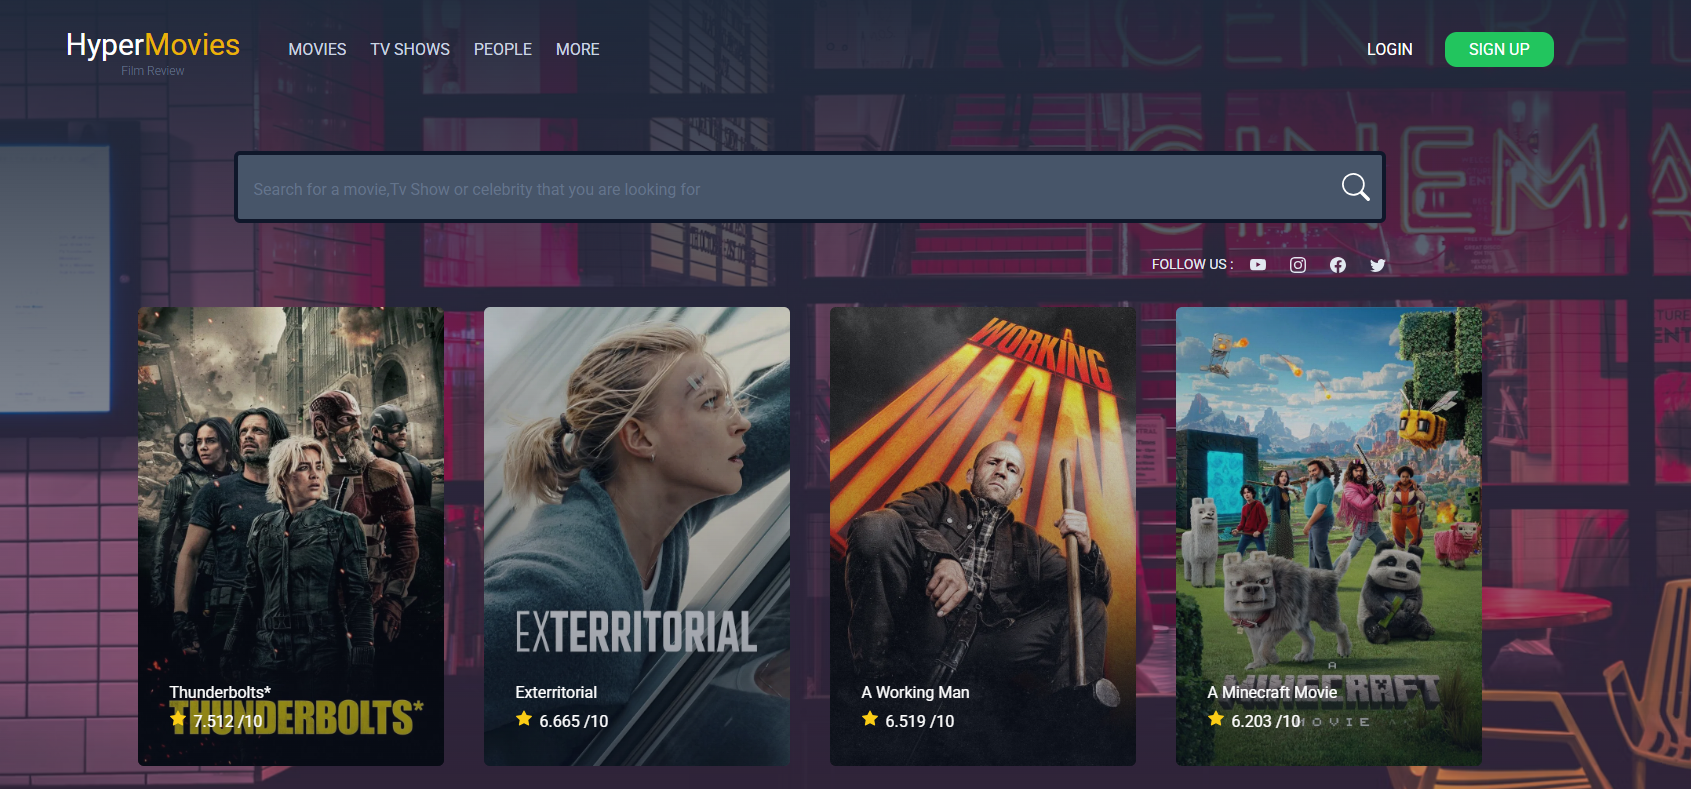 HyperMovies
Film Review
MOVIES TV SHOWS PEOPLE MORE
LOGIN SIGN UP
CINEMA
Search for a movie,Tv Show or celebrity that you are looking for
FOLLOW US :
A
WORKING
MAN
EXTERRITORIAL
Thunderbolts*
THUNDERBOLTS*
7.512 /10
Exterritorial
6.665 /10
A Working Man
6.519 /10
A
MINECRAFT
MOVIE
A Minecraft Movie
6.203 /10